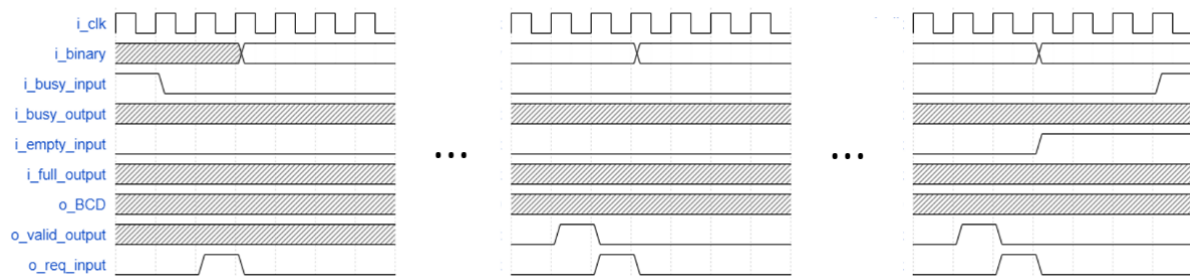 i_clk
i_binary
i_busy_input
i_busy_output
i_empty_input
... ...
i_full_output
o_BCD
o_valid_output
o_req_input